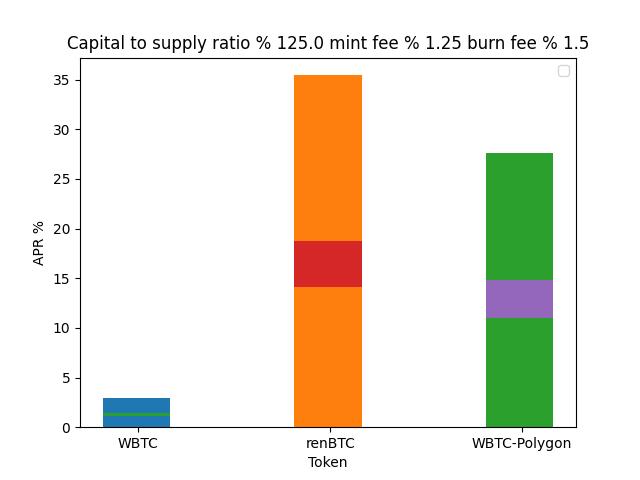 Capital to supply ratio % 125.0 mint fee % 1.25 burn fee % 1.5
35
30
25
20
15
10
5
0
APR %
WBTC
renBTC
WBTC-Polygon
Token